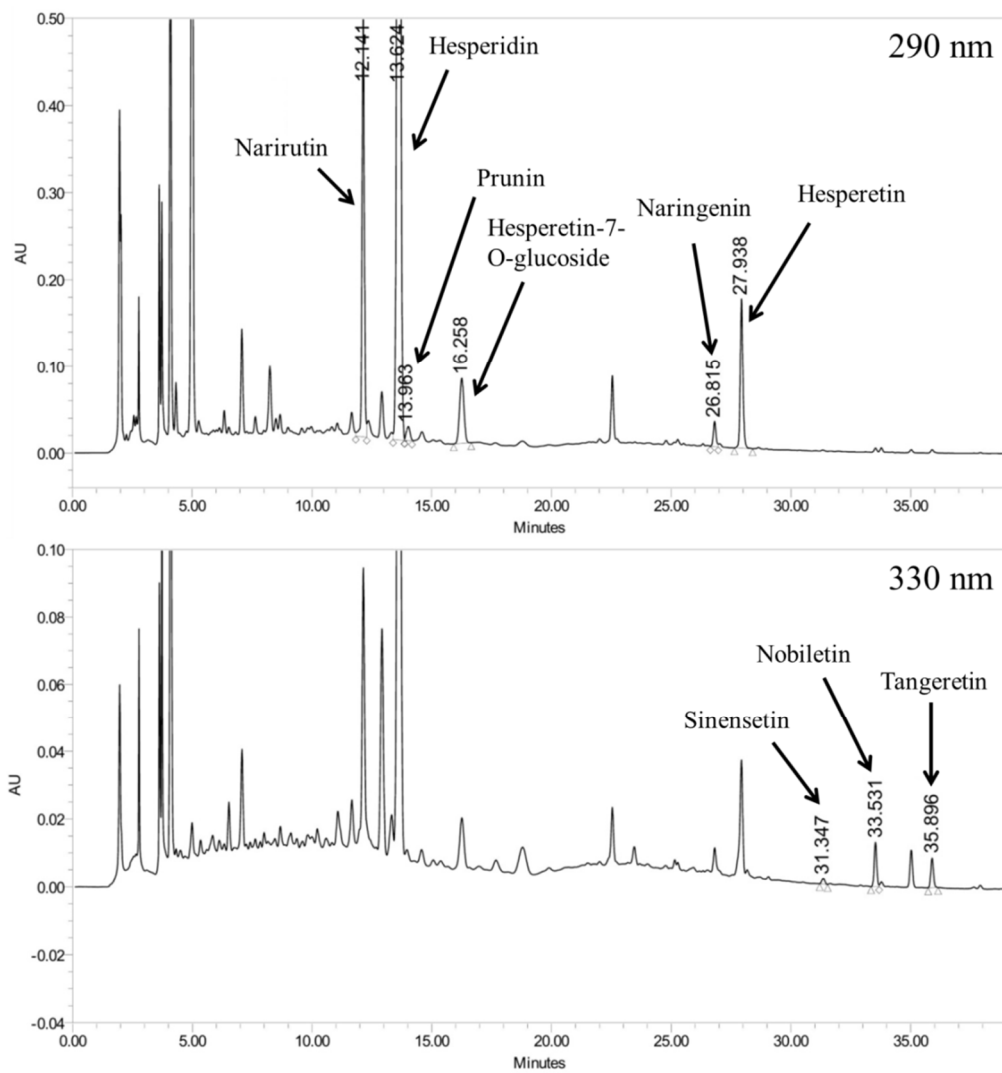 290 nm
0.50
0.40
0.30
0.20
0.10
0.00
AU
12.141
13.624
Hesperidin
Narirutin
Prunin
Hesperetin-7-
O-glucoside
Naringenin
Hesperetin
13.963
16.258
26.815
27.938
0.00 5.00 10.00 15.00 20.00 25.00 30.00 35.00
Minutes
330 nm
0.10
0.08
0.06
0.04
0.02
0.00
-0.02
-0.04
AU
Nobiletin
Tangeretin
Sinensetin
31.347
33.531
35.896
0.00 5.00 10.00 15.00 20.00 25.00 30.00 35.00
Minutes